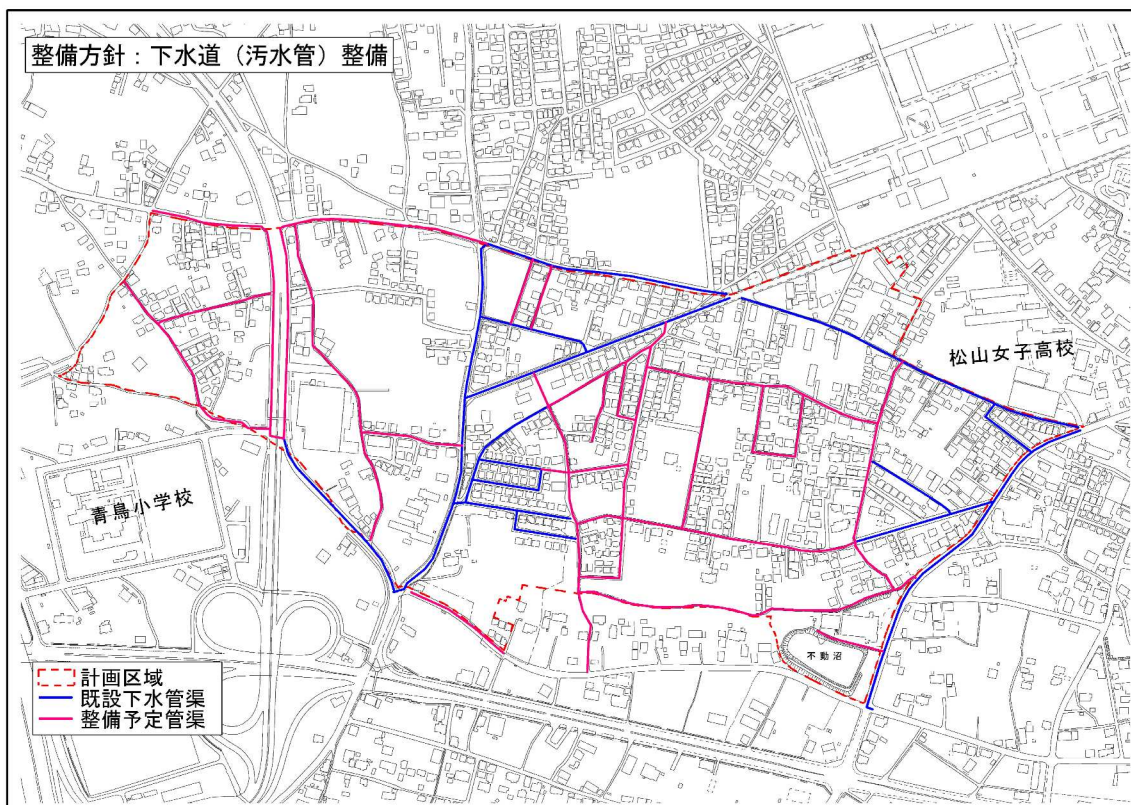 整備方針：下水道（汚水管）整備
松山女子高校
青鳥小学校
不動沼
計画区域
既設下水管渠
整備予定管渠